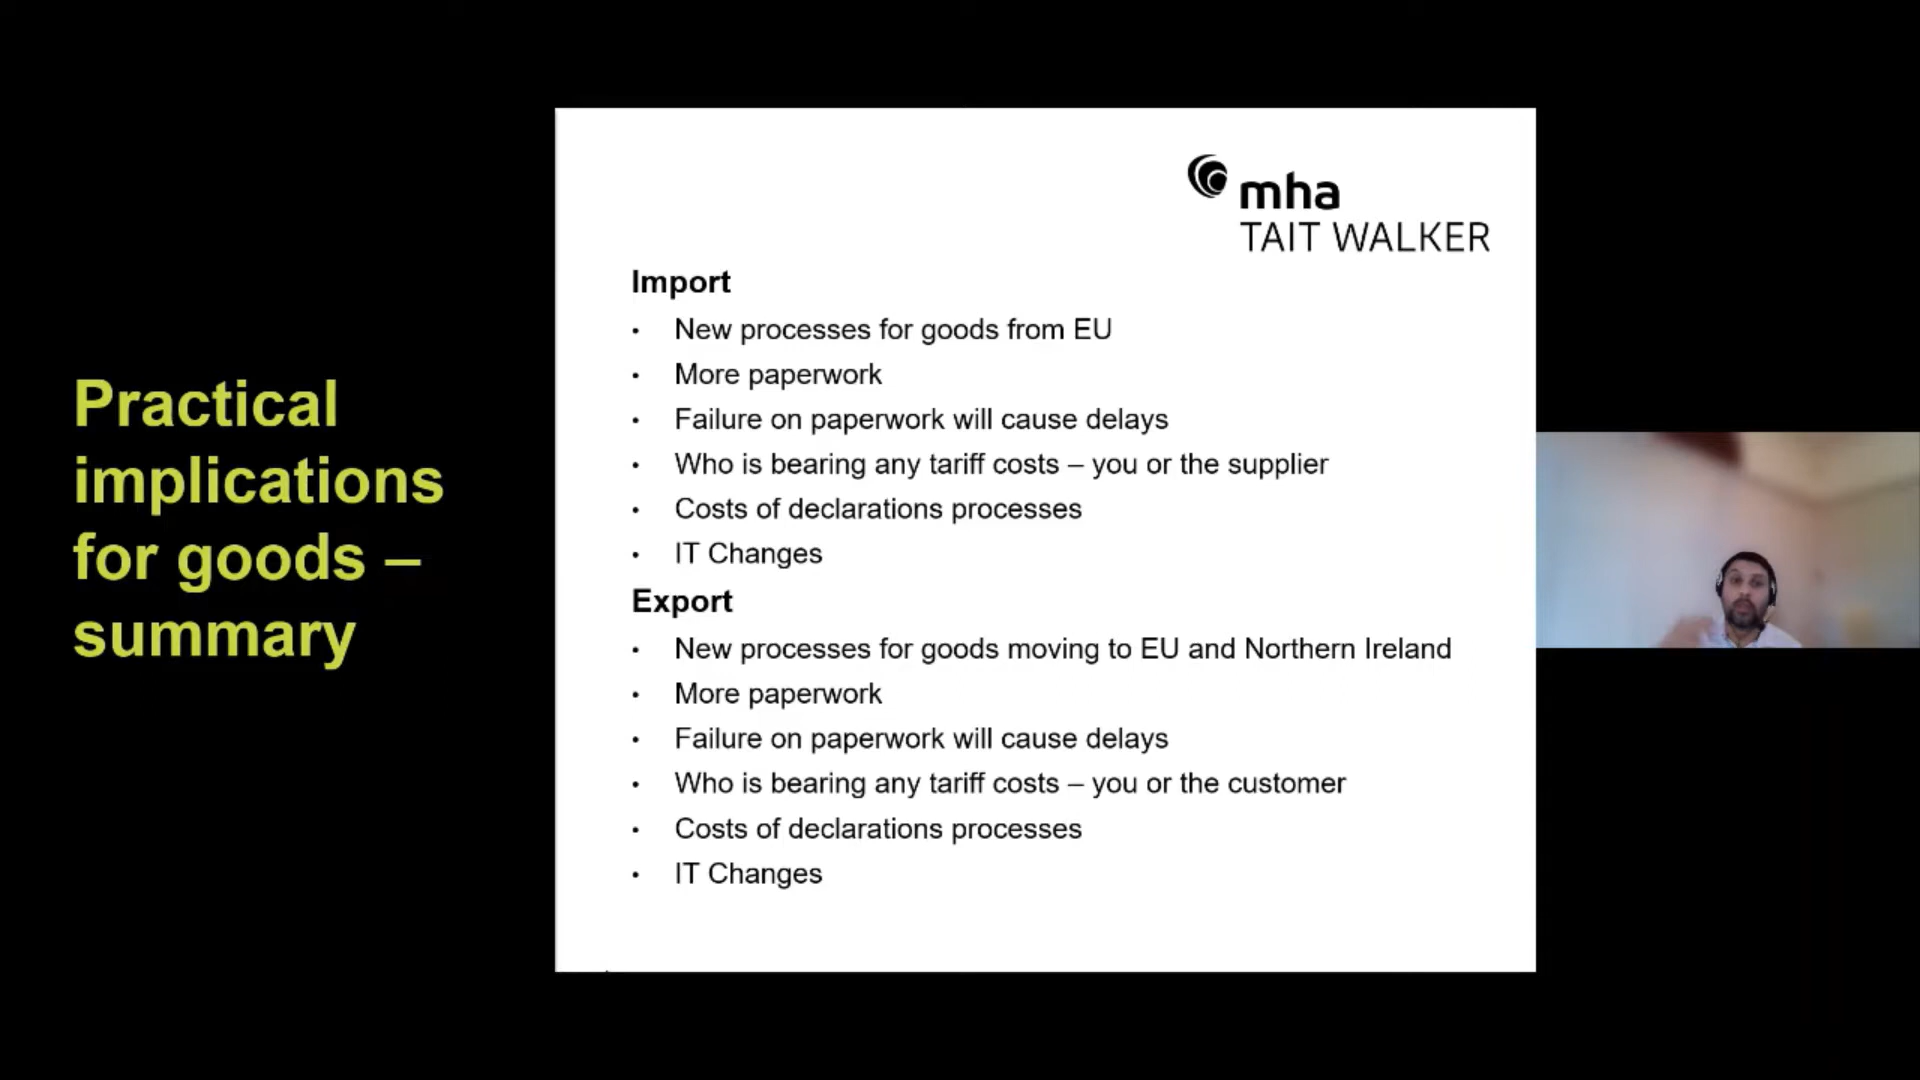 Practical
implications
for goods –
summary
mha
TAIT WALKER
Import
• New processes for goods from EU
• More paperwork
• Failure on paperwork will cause delays
• Who is bearing any tariff costs – you or the supplier
• Costs of declarations processes
• IT Changes
Export
• New processes for goods moving to EU and Northern Ireland
• More paperwork
• Failure on paperwork will cause delays
• Who is bearing any tariff costs – you or the customer
• Costs of declarations processes
• IT Changes